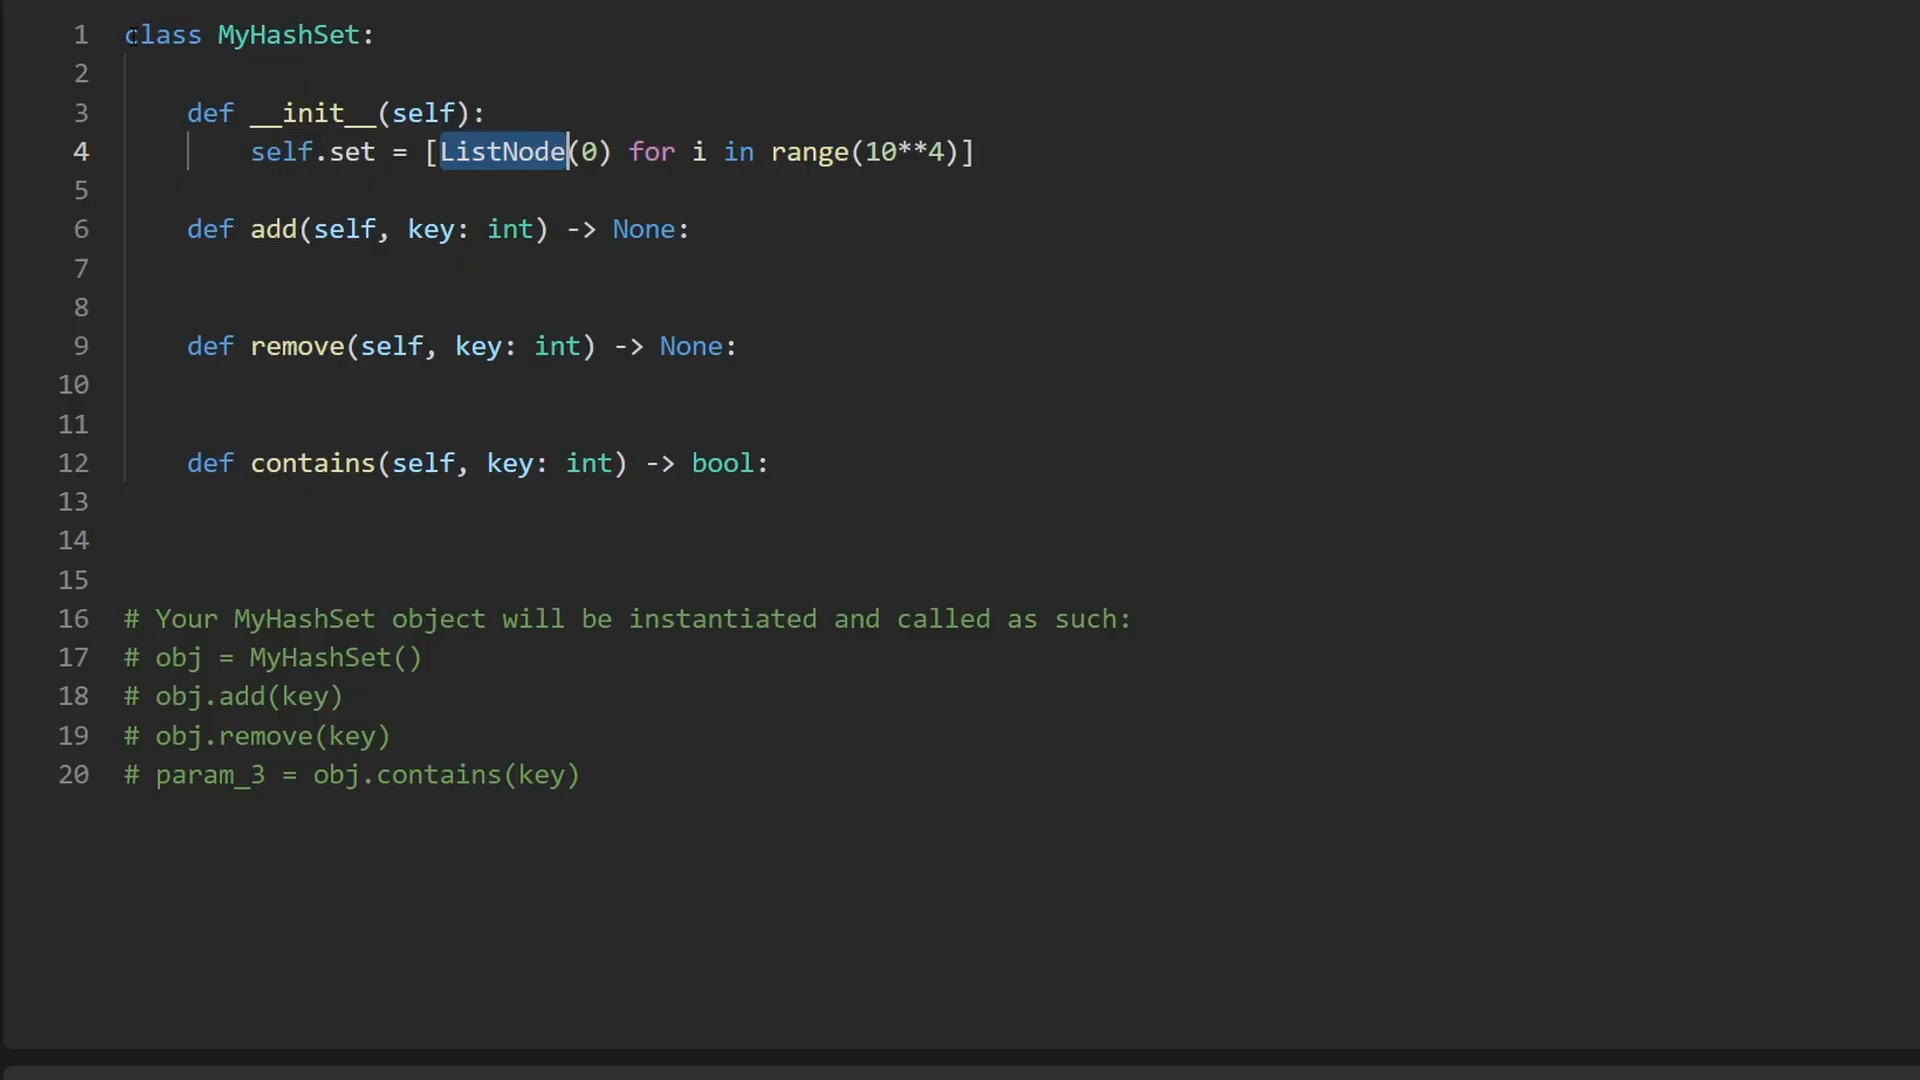 1 class MyHashSet:
2
3 def __init__(self):
4 self.set = [ListNode(0) for i in range(10**4)]
5
6 def add(self, key: int) -> None:
7
8
9 def remove(self, key: int) -> None:
10
11
12 def contains(self, key: int) -> bool:
13
14
15
16 # Your MyHashSet object will be instantiated and called as such:
17 # obj = MyHashSet()
18 # obj.add(key)
19 # obj.remove(key)
20 # param_3 = obj.contains(key)